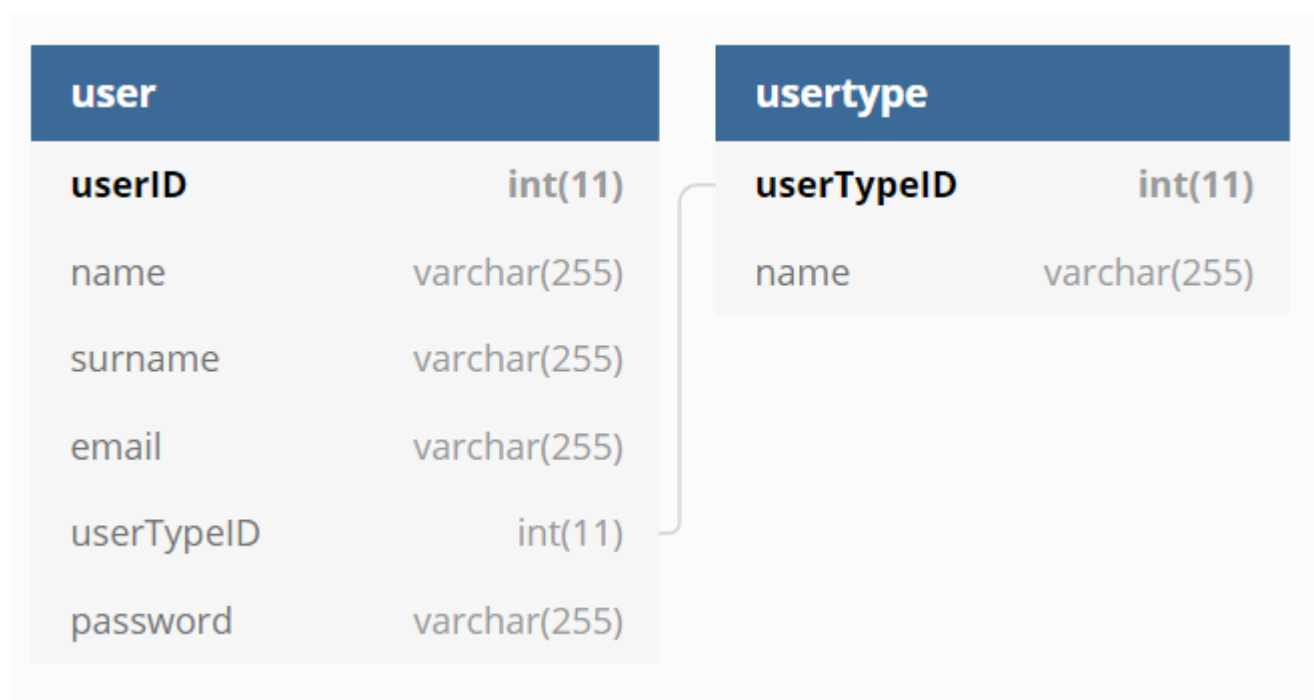 user
userID int(11)
name varchar(255)
surname varchar(255)
email varchar(255)
userTypeID int(11)
password varchar(255)
usertype
userTypeID int(11)
name varchar(255)